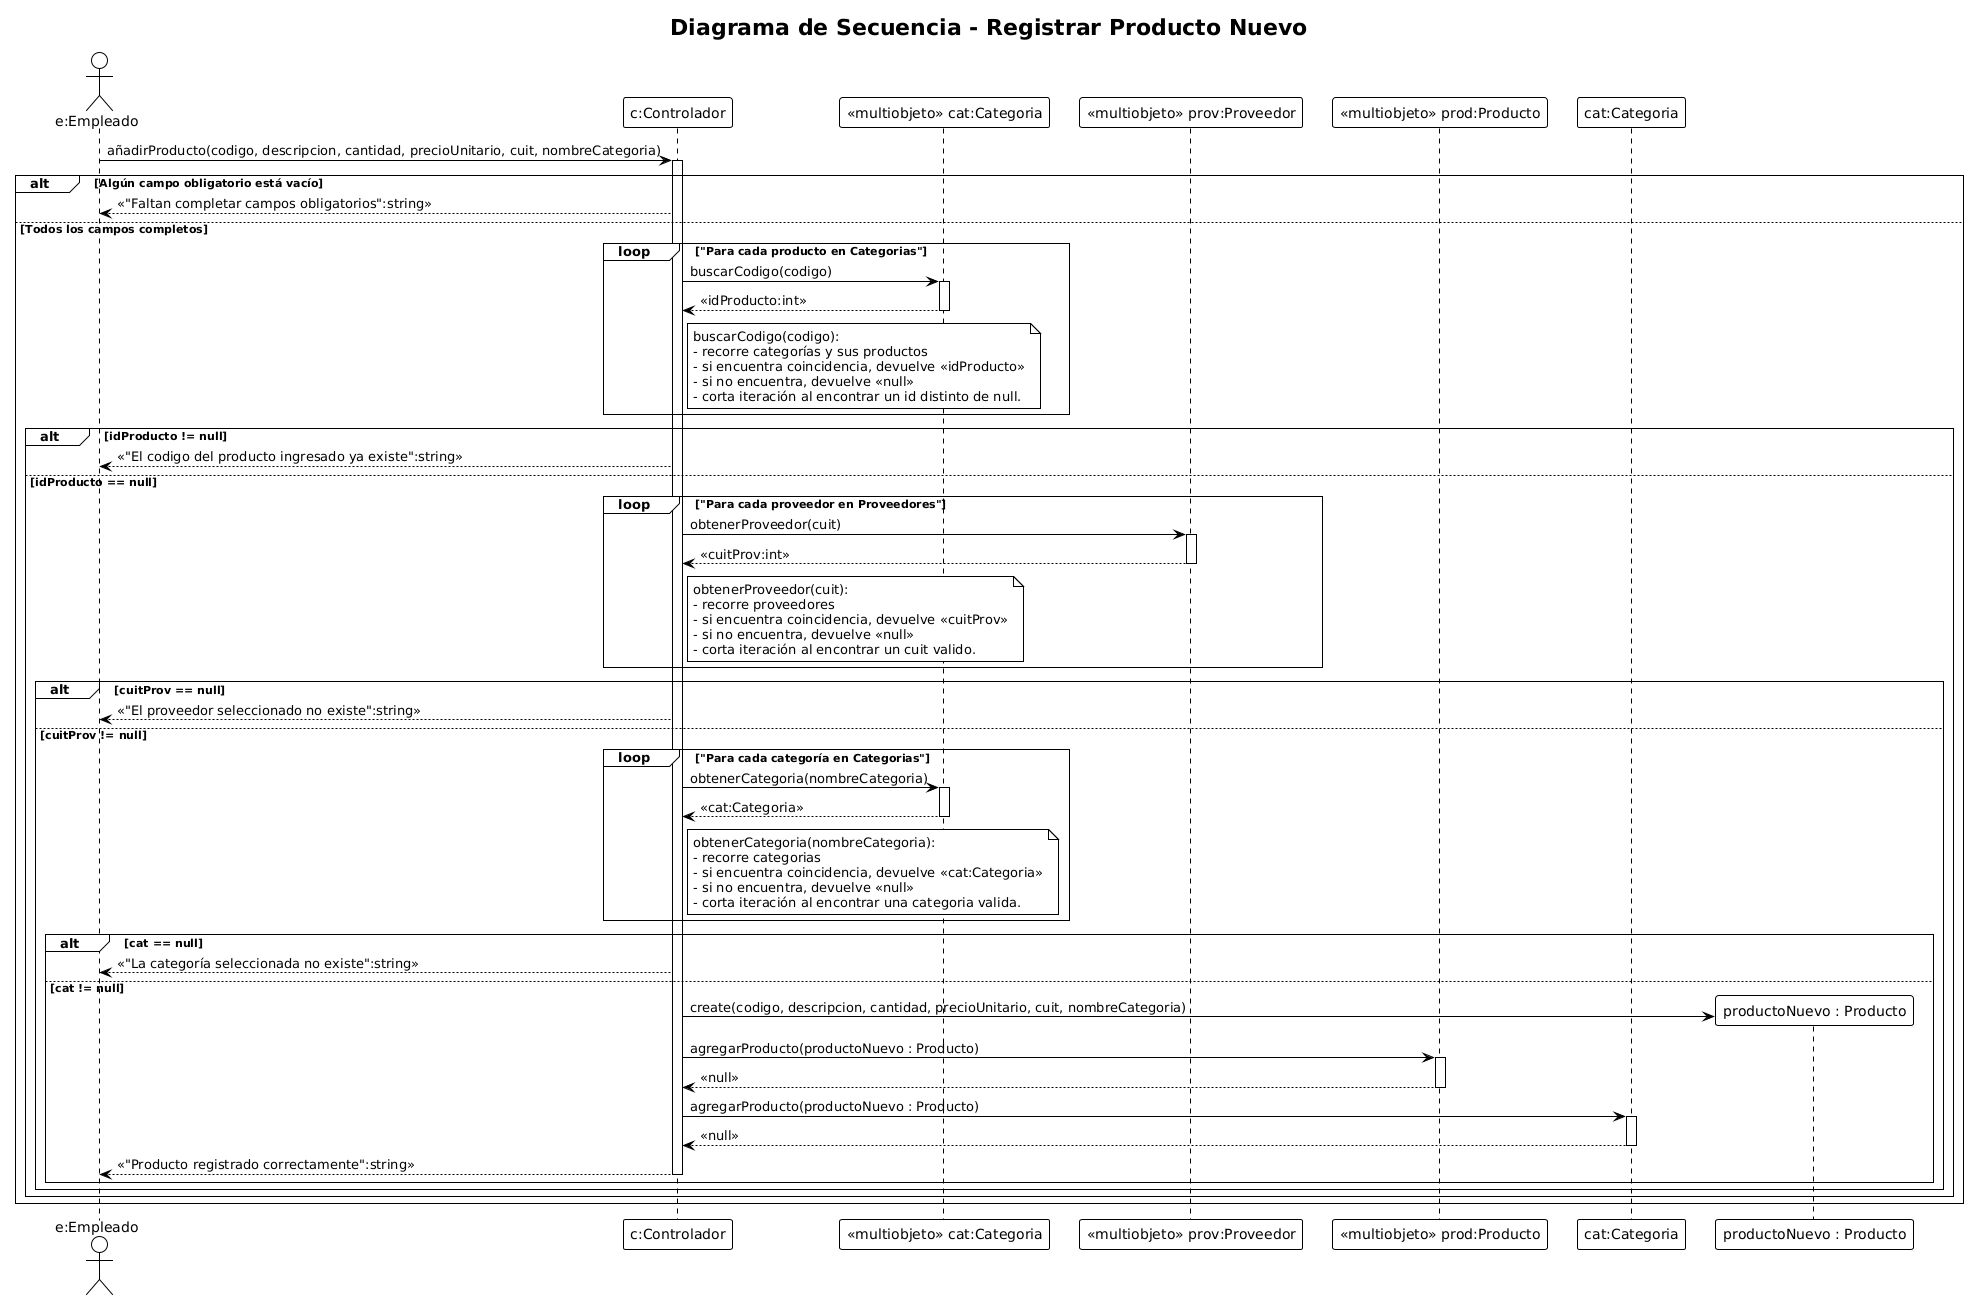 Diagrama de Secuencia - Registrar Producto Nuevo
e:Empleado
c:Controlador
«multiobjeto» cat:Categoria
«multiobjeto» prov:Proveedor
«multiobjeto» prod:Producto
cat:Categoria
añadirProducto(codigo, descripcion, cantidad, precioUnitario, cuit, nombreCategoria)
alt [Algún campo obligatorio está vacío]
«"Faltan completar campos obligatorios":string»
[Todos los campos completos]
loop ["Para cada producto en Categorias"]
buscarCodigo(codigo)
«idProducto:int»
buscarCodigo(codigo):
- recorre categorías y sus productos
- si encuentra coincidencia, devuelve «idProducto»
- si no encuentra, devuelve «null»
- corta iteración al encontrar un id distinto de null.
alt [idProducto != null]
«"El codigo del producto ingresado ya existe":string»
[idProducto == null]
loop ["Para cada proveedor en Proveedores"]
obtenerProveedor(cuit)
«cuitProv:int»
obtenerProveedor(cuit):
- recorre proveedores
- si encuentra coincidencia, devuelve «cuitProv»
- si no encuentra, devuelve «null»
- corta iteración al encontrar un cuit valido.
alt [cuitProv == null]
«"El proveedor seleccionado no existe":string»
[cuitProv != null]
loop ["Para cada categoría en Categorias"]
obtenerCategoria(nombreCategoria)
«cat:Categoria»
obtenerCategoria(nombreCategoria):
- recorre categorias
- si encuentra coincidencia, devuelve «cat:Categoria»
- si no encuentra, devuelve «null»
- corta iteración al encontrar una categoria valida.
alt [cat == null]
«"La categoría seleccionada no existe":string»
[cat != null]
create(codigo, descripcion, cantidad, precioUnitario, cuit, nombreCategoria)
productoNuevo : Producto
agregarProducto(productoNuevo : Producto)
«null»
agregarProducto(productoNuevo : Producto)
«null»
«"Producto registrado correctamente":string»
e:Empleado
c:Controlador
«multiobjeto» cat:Categoria
«multiobjeto» prov:Proveedor
«multiobjeto» prod:Producto
cat:Categoria
productoNuevo : Producto